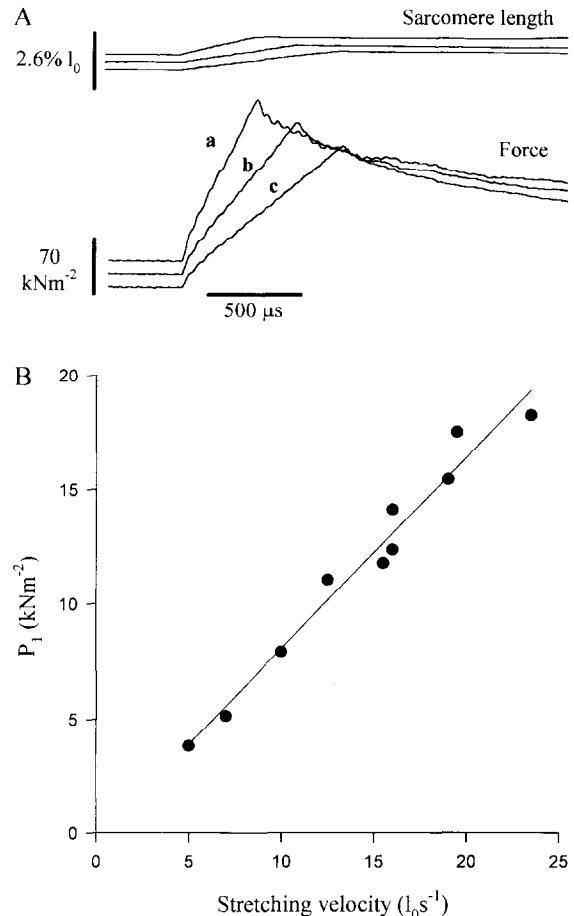 A
Sarcomere length
2.6% l₀
a
b
c
Force
70
kNm⁻²
500 μs
B
20
15
10
5
0
P₁ (kNm⁻²)
0 5 10 15 20 25
Stretching velocity (l₀s⁻¹)